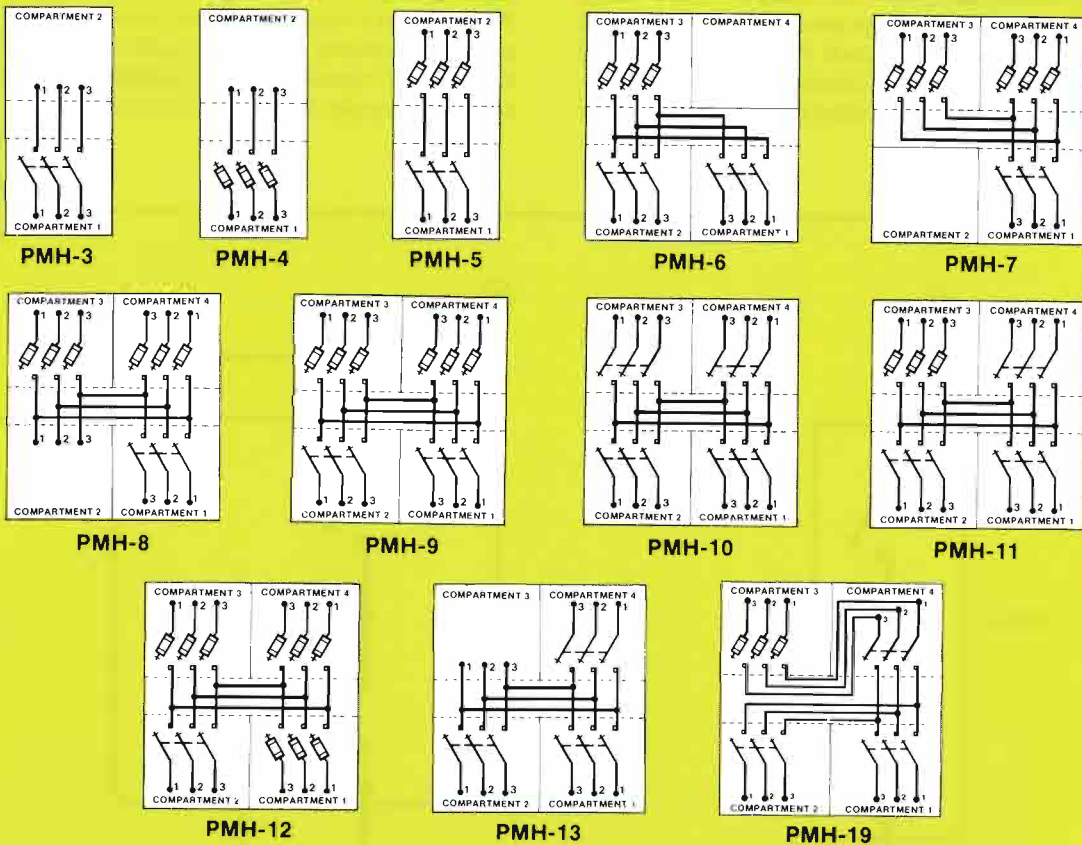 COMPARTMENT 2
1 2 3
1 2 3
COMPARTMENT 1
PMH-3
COMPARTMENT 2
1 2 3
1 2 3
COMPARTMENT 1
PMH-4
COMPARTMENT 2
1 2 3
1 2 3
COMPARTMENT 1
PMH-5
COMPARTMENT 3 COMPARTMENT 4
1 2 3
1 2 3 1 2 3
COMPARTMENT 2 COMPARTMENT 1
PMH-6
COMPARTMENT 3 COMPARTMENT 4
1 2 3 3 2 1
3 2 1
COMPARTMENT 2 COMPARTMENT 1
PMH-7
COMPARTMENT 3 COMPARTMENT 4
1 2 3 3 2 1
1 2 3
3 2 1
COMPARTMENT 2 COMPARTMENT 1
PMH-8
COMPARTMENT 3 COMPARTMENT 4
1 2 3 3 2 1
1 2 3 3 2 1
COMPARTMENT 2 COMPARTMENT 1
PMH-9
COMPARTMENT 3 COMPARTMENT 4
1 2 3 3 2 1
1 2 3 3 2 1
COMPARTMENT 2 COMPARTMENT 1
PMH-10
COMPARTMENT 3 COMPARTMENT 4
1 2 3 3 2 1
1 2 3 3 2 1
COMPARTMENT 2 COMPARTMENT 1
PMH-11
COMPARTMENT 3 COMPARTMENT 4
1 2 3 3 2 1
1 2 3 3 2 1
COMPARTMENT 2 COMPARTMENT 1
PMH-12
COMPARTMENT 3 COMPARTMENT 4
3 2 1
1 2 3
1 2 3 3 2 1
COMPARTMENT 2 COMPARTMENT 1
PMH-13
COMPARTMENT 3 COMPARTMENT 4
3 2 1 3 2 1
1 2 3 3 2 1
COMPARTMENT 2 COMPARTMENT 1
PMH-19